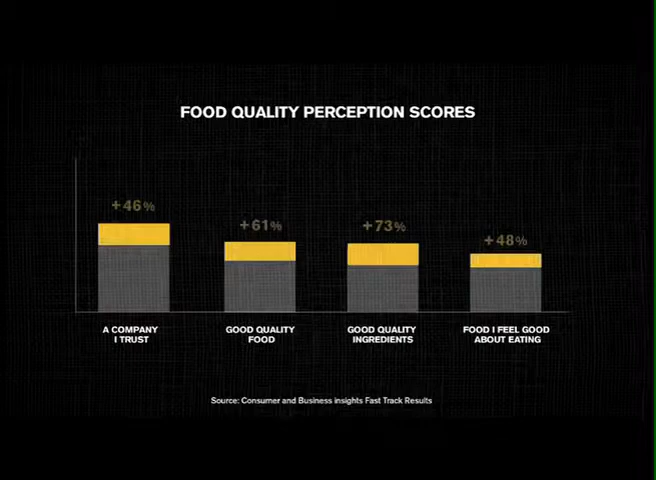 FOOD QUALITY PERCEPTION SCORES
+46%
+61%
+73%
+48%
A COMPANY
I TRUST
GOOD QUALITY
FOOD
GOOD QUALITY
INGREDIENTS
FOOD I FEEL GOOD
ABOUT EATING
Source: Consumer and Business insights Fast Track Results